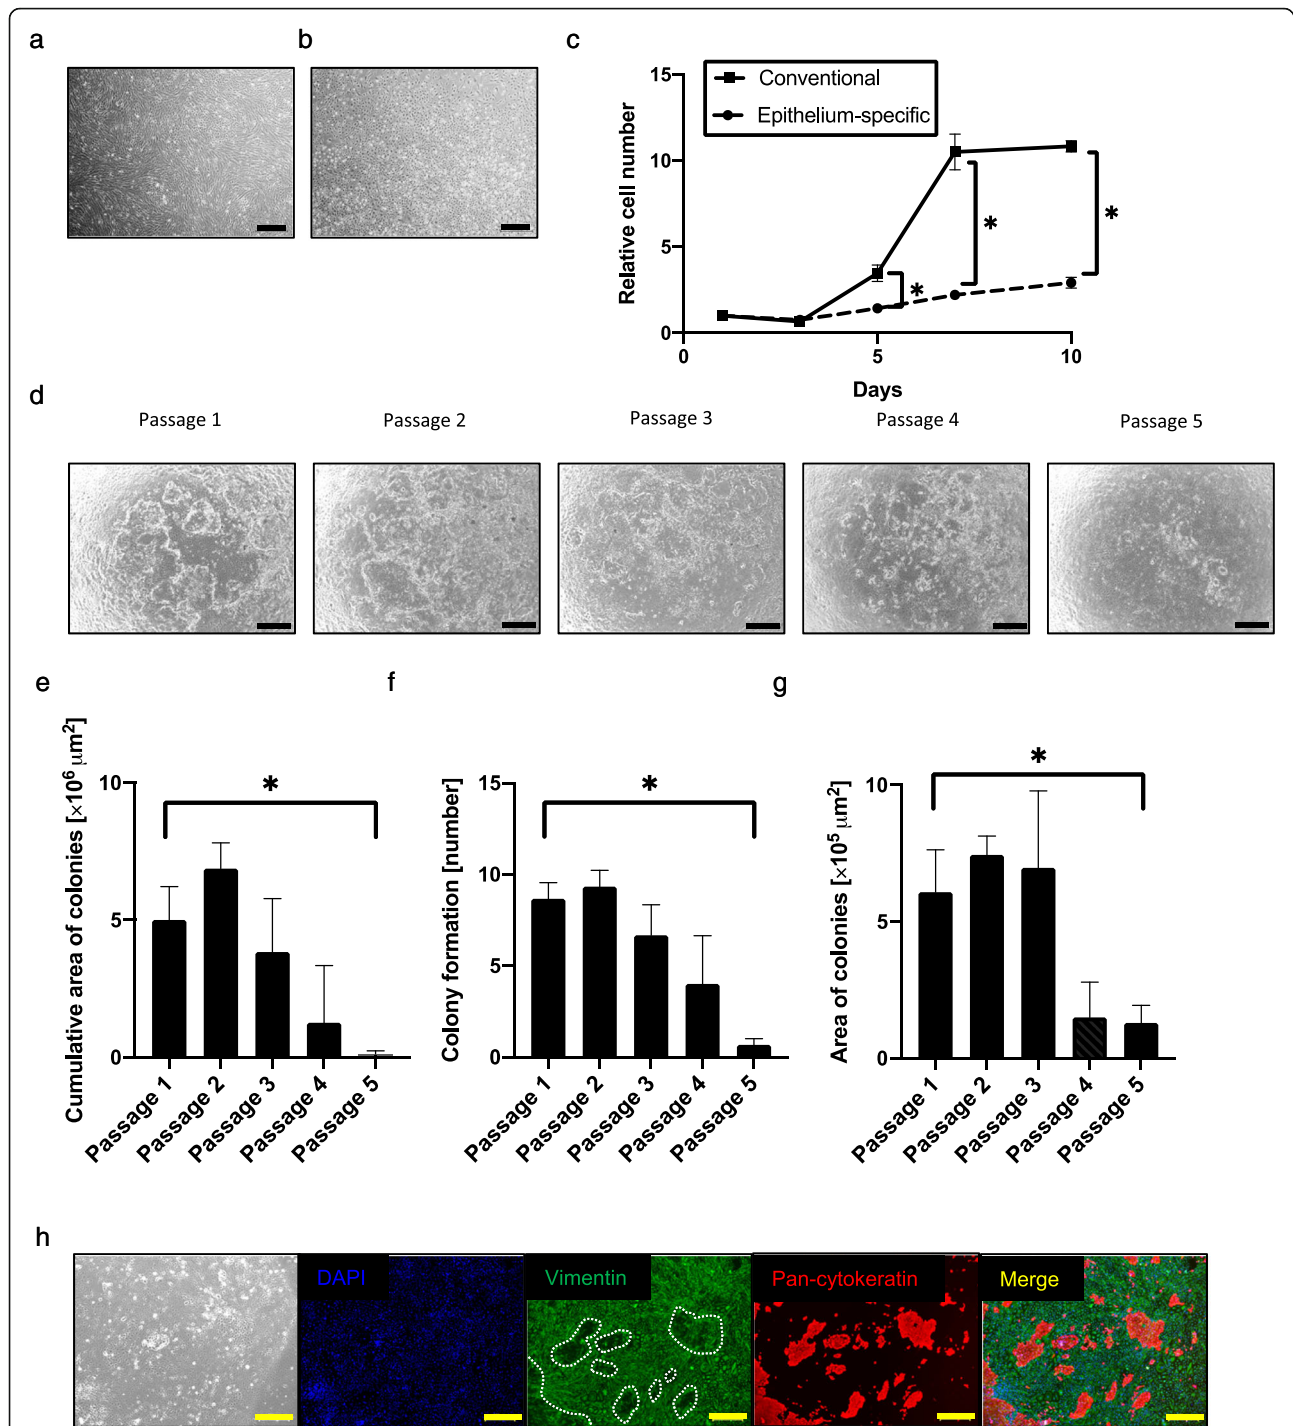 a
b
c
15
10
5
0
0
5
10
Relative cell number
Days
Conventional
Epithelium-specific
*
*
*
d
Passage 1
Passage 2
Passage 3
Passage 4
Passage 5
e
Cumulative area of colonies [×10⁶ μm²]
10
5
0
*
Passage 1
Passage 2
Passage 3
Passage 4
Passage 5
f
Colony formation [number]
15
10
5
0
*
Passage 1
Passage 2
Passage 3
Passage 4
Passage 5
g
Area of colonies [×10⁵ μm²]
10
5
0
*
Passage 1
Passage 2
Passage 3
Passage 4
Passage 5
h
DAPI
Vimentin
Pan-cytokeratin
Merge